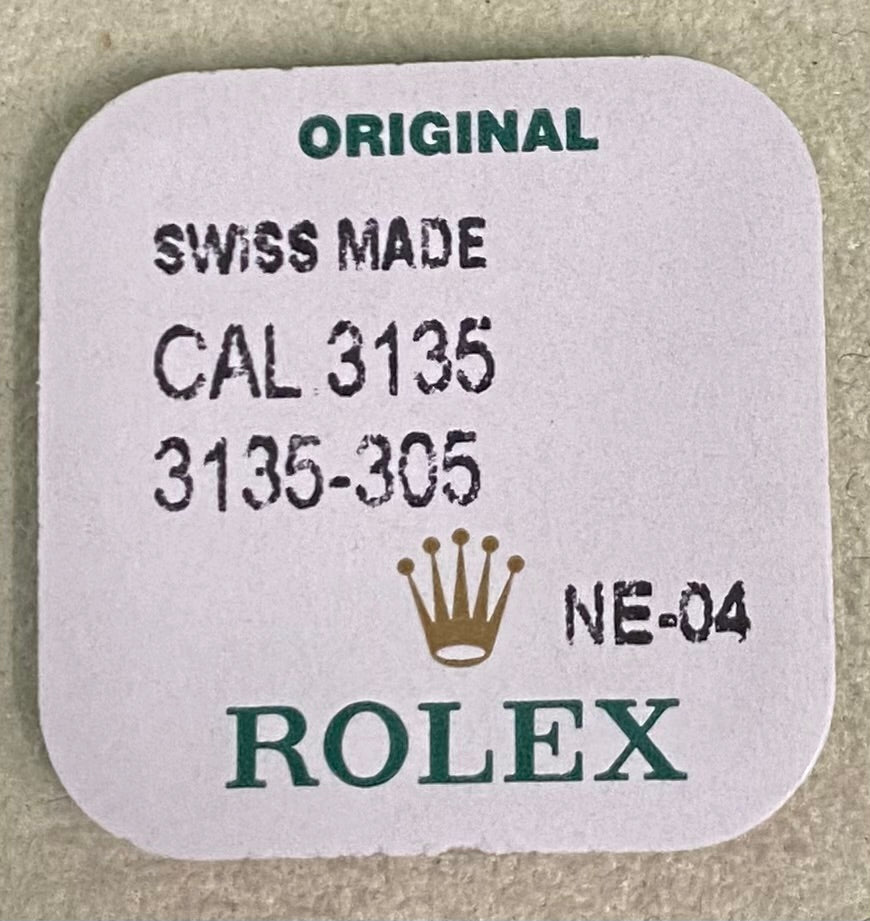 ORIGINAL
SWISS MADE
CAL 3135
3135-305
NE-04
ROLEX